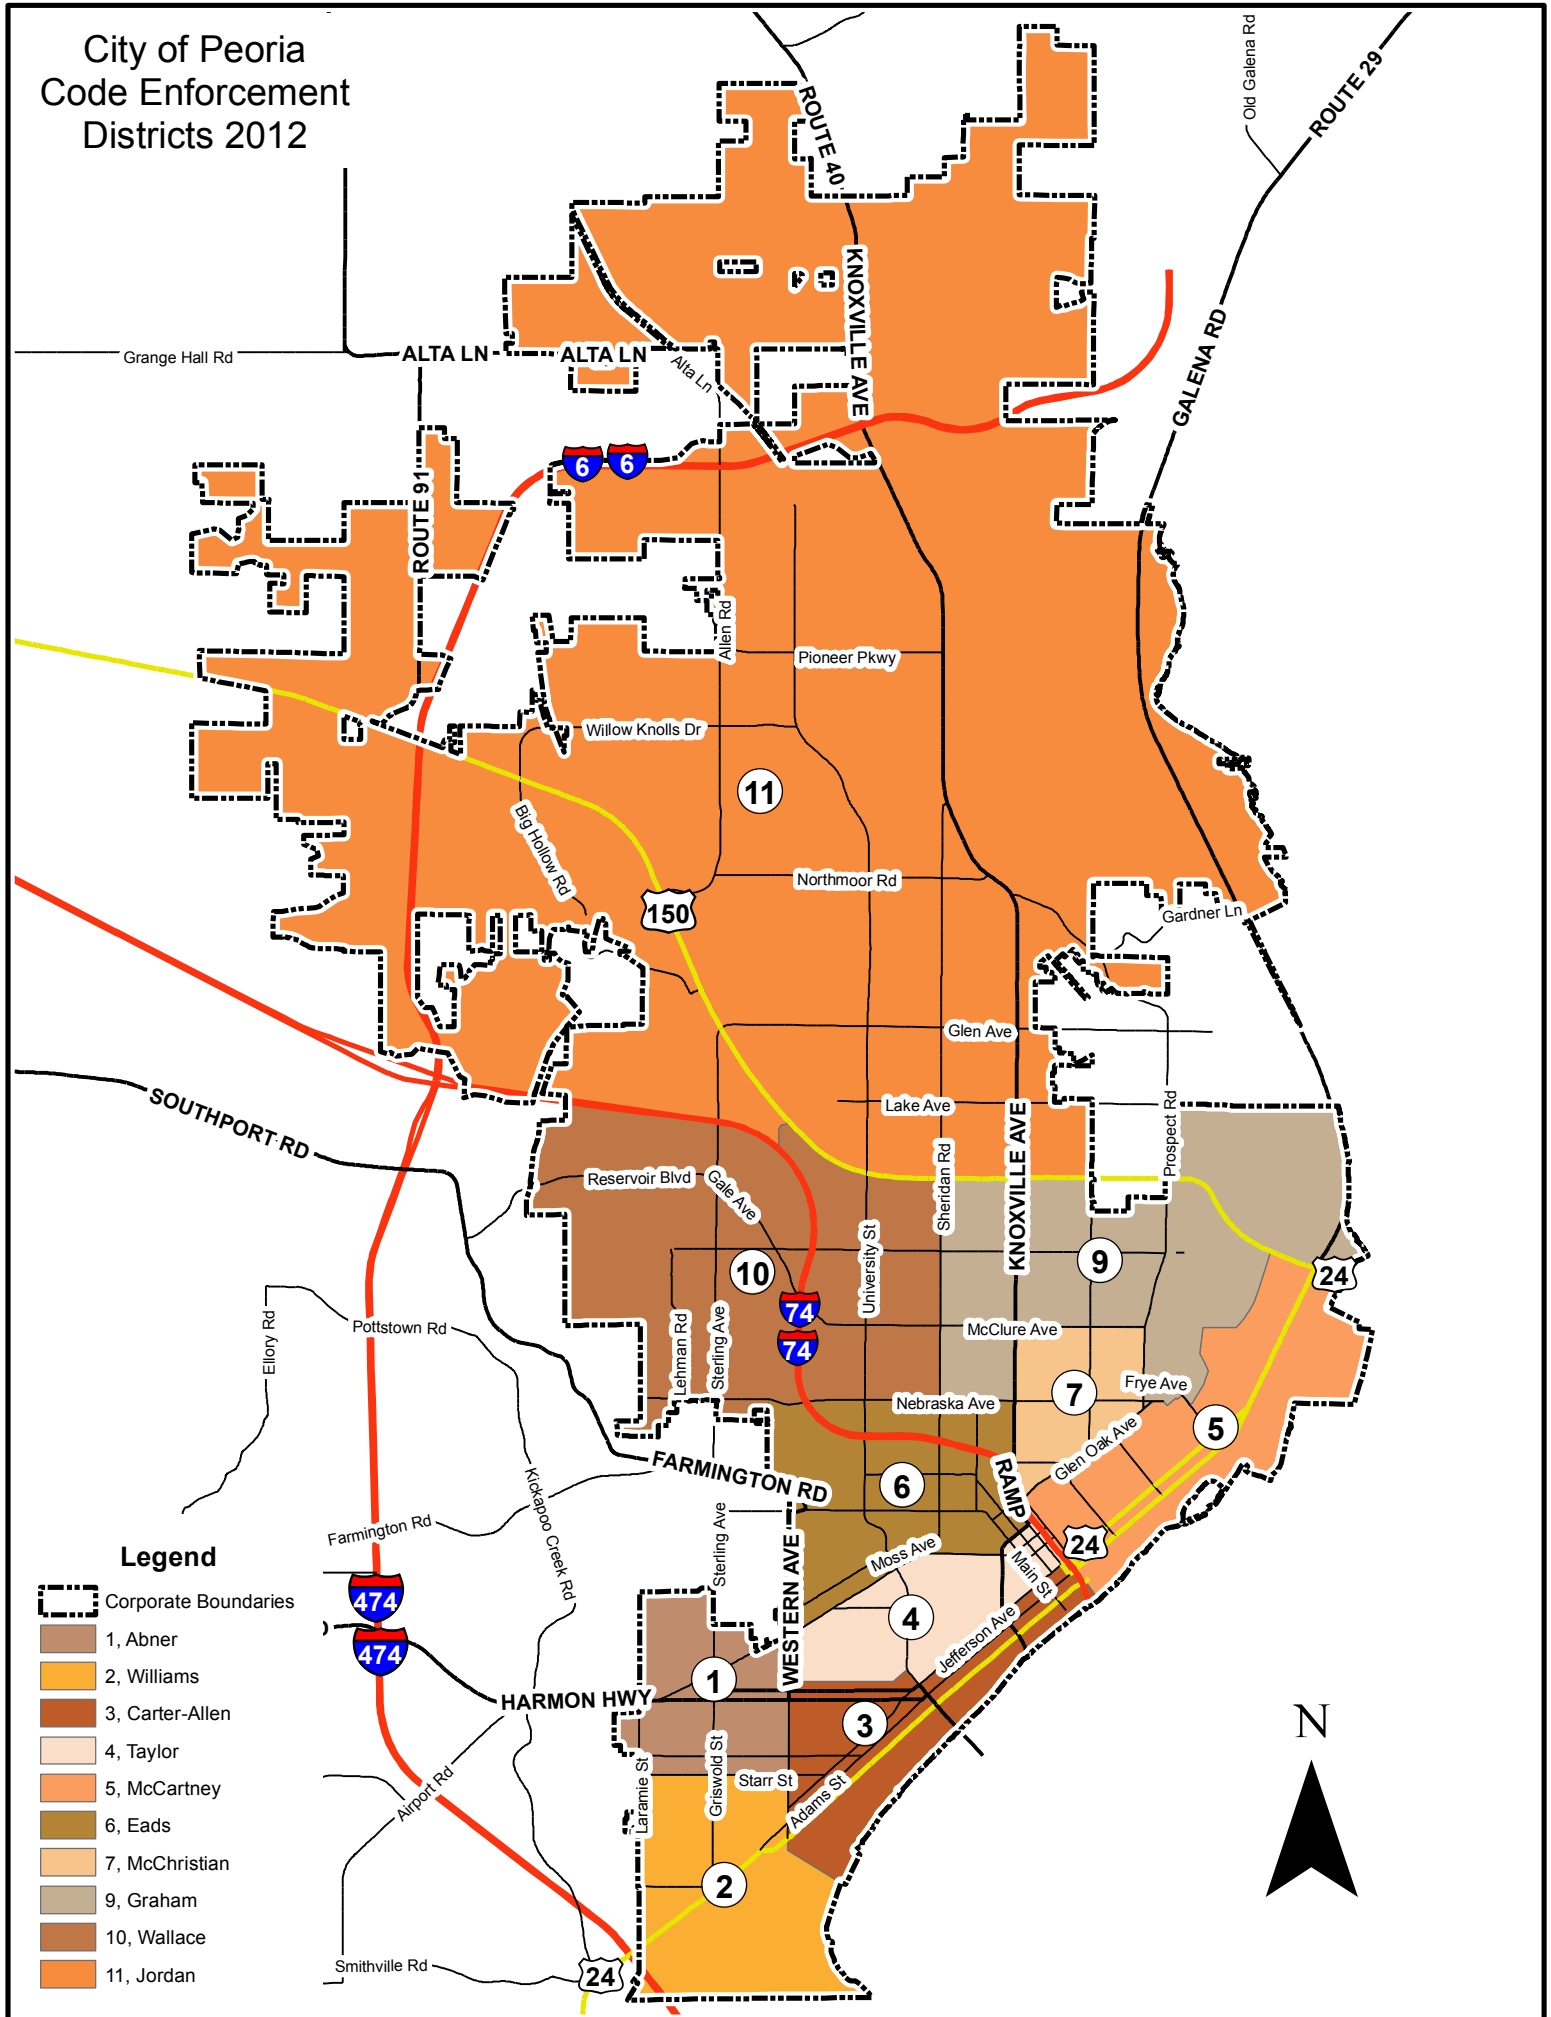 City of Peoria
Code Enforcement
Districts 2012
Old Galena Rd
ROUTE 29
ROUTE 40
KNOXVILLE AVE
GALENA RD
Grange Hall Rd
ALTA LN
ALTA LN
Alta Ln
6
6
ROUTE 91
Allen Rd
Pioneer Pkwy
Willow Knolls Dr
11
Big Hollow Rd
150
Northmoor Rd
Gardner Ln
Glen Ave
SOUTHPORT RD
Lake Ave
KNOXVILLE AVE
Prospect Rd
Sheridan Rd
Reservoir Blvd
Gale Ave
University St
10
9
24
74
74
Ellory Rd
Pottstown Rd
Lehman Rd
Sterling Ave
McClure Ave
7
Frye Ave
Nebraska Ave
5
Glen Oak Ave
FARMINGTON RD
6
RAMP
Kickapoo Creek Rd
Farmington Rd
Sterling Ave
WESTERN AVE
24
Moss Ave
Main St
4
Jefferson Ave
474
474
1
HARMON HWY
3
Griswold St
Laramie St
Starr St
Adams St
Airport Rd
2
Smithville Rd
24
N
Legend
Corporate Boundaries
1, Abner
2, Williams
3, Carter-Allen
4, Taylor
5, McCartney
6, Eads
7, McChristian
9, Graham
10, Wallace
11, Jordan